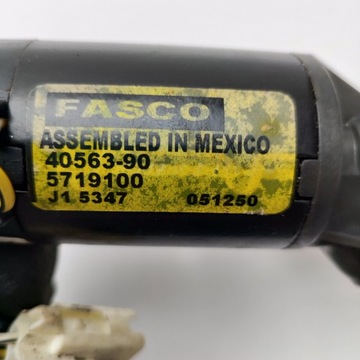 FASCO
ASSEMBLED IN MEXICO
40563-90
5719100
J1 5347 051250